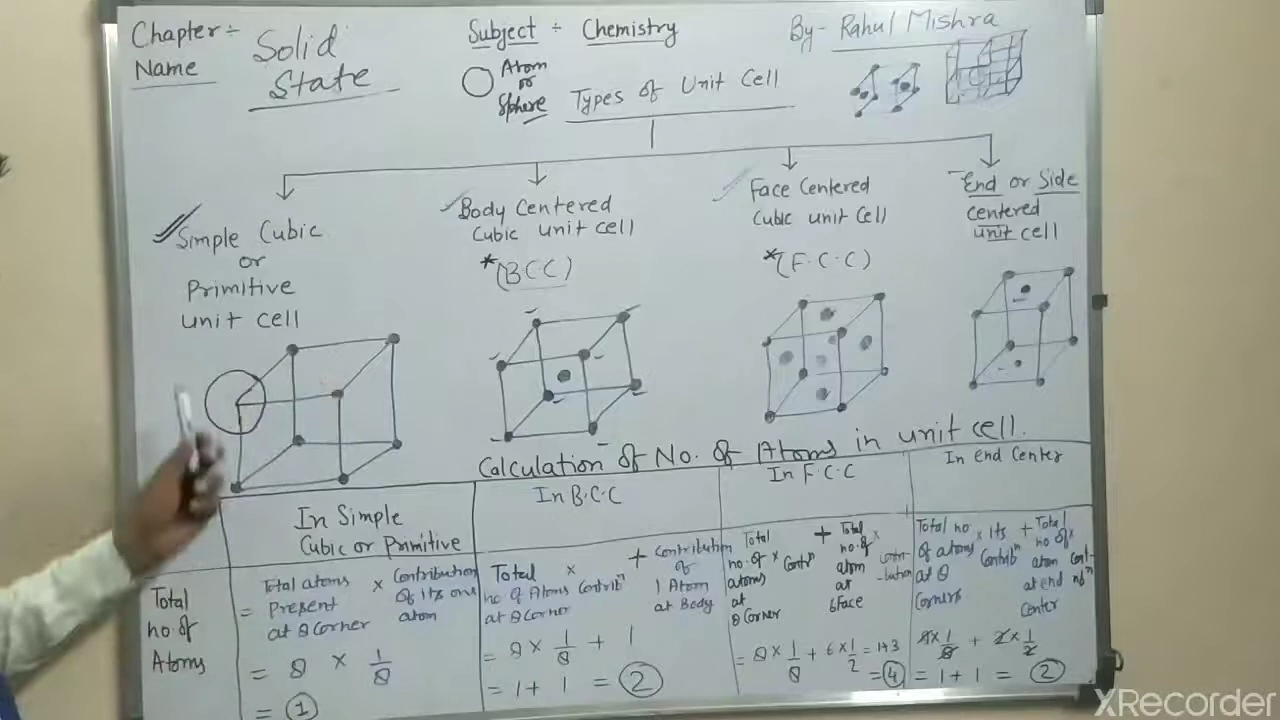 Chapter ÷
Name
Solid
State
Subject ÷ Chemistry
By- Rahul Mishra
Atom
or
Sphere
Types of Unit Cell
Simple Cubic
or
Primitive
unit cell
Body Centered
Cubic unit cell
*(BCC)
Face Centered
Cubic unit Cell
*(F.C.C)
End or Side
centered
unit cell
Calculation of No. of Atoms in unit cell.
In Simple
Cubic or Primitive
In B.C.C
In F.C.C
In end Center
Total
no. of
Atoms
= Total atoms
Present
at 8 Corner
× Contribution
of its one
atom
= 8 × 1/8
= 1
Total
no of Atoms
at 8 Corner
×
Contribⁿ
+ Contribution
of
1 Atom
at Body
= 8 × 1/8 + 1
= 1 + 1 = 2
Total
no. of
atoms
at
8 Corner
× Contⁿ
+ Total
no. of
atom
at
6 face
×
Contri-
-bution
= 8 × 1/8 + 6 × 1/2 = 1+3
= 4
Total no
of atoms
at 8
corners
× Its
Contribⁿ
+ Total
no of
atom
at end
center
×
8 × 1/8 + 2 × 1/2
= 1 + 1 = 2
XRecorder